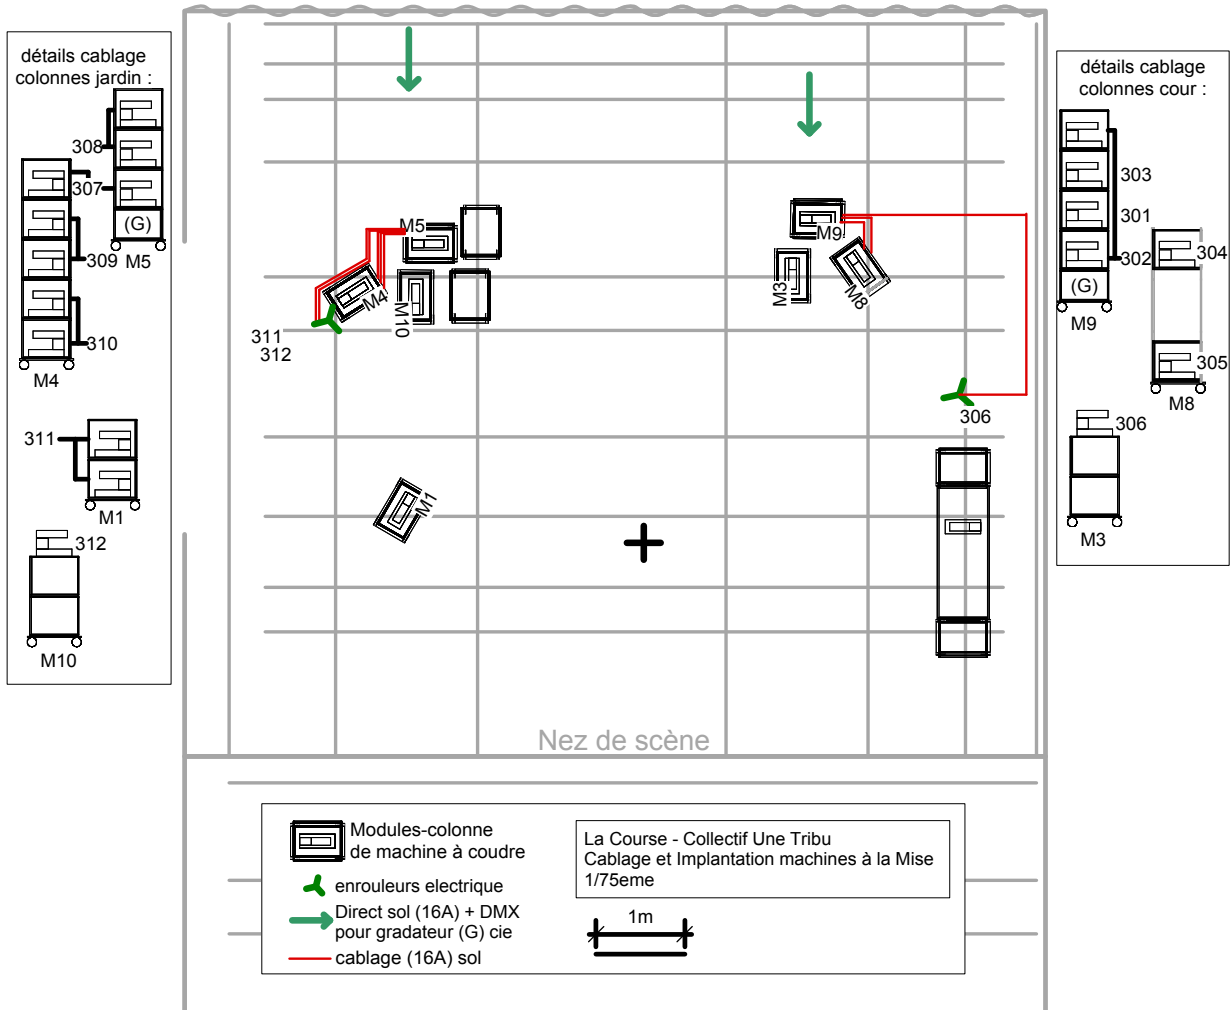 détails cablage
colonnes jardin :
308
307
(G)
M5
309
310
M4
311
M1
312
M10
M5
M4
M10
311
312
M1
M9
M3
M8
306
détails cablage
colonnes cour :
303
301
302
304
(G)
M9
305
M8
306
M3
Nez de scène
Modules-colonne
de machine à coudre
enrouleurs electrique
Direct sol (16A) + DMX
pour gradateur (G) cie
cablage (16A) sol
La Course - Collectif Une Tribu
Cablage et Implantation machines à la Mise
1/75eme
1m